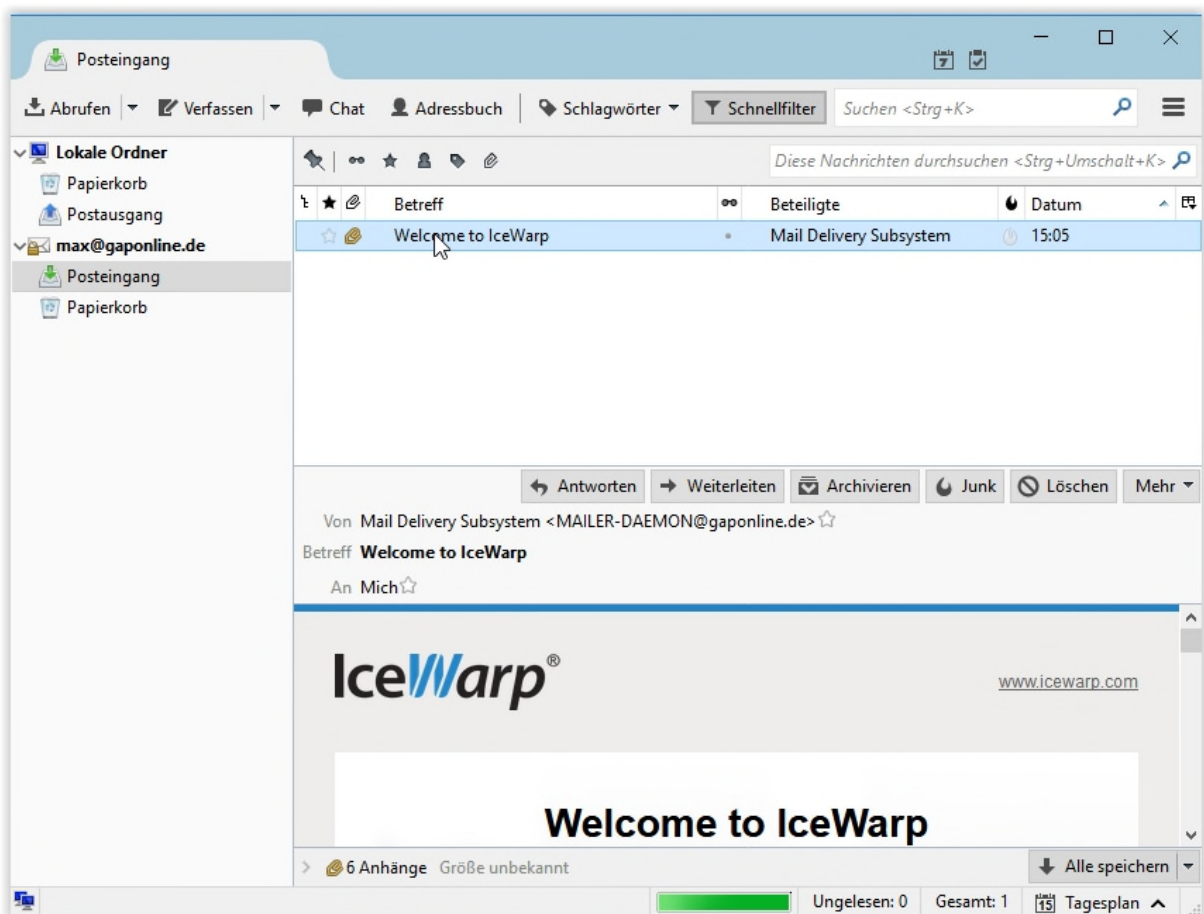 Posteingang
Abrufen Verfassen Chat Adressbuch Schlagwörter Schnellfilter Suchen <Strg+K>
Lokale Ordner
Papierkorb
Postausgang
max@gaponline.de
Posteingang
Papierkorb
Diese Nachrichten durchsuchen <Strg+Umschalt+K>
Betreff Beteiligte Datum
Welcome to IceWarp Mail Delivery Subsystem 15:05
Antworten Weiterleiten Archivieren Junk Löschen Mehr
Von Mail Delivery Subsystem <MAILER-DAEMON@gaponline.de>
Betreff Welcome to IceWarp
An Mich
IceWarp®
www.icewarp.com
Welcome to IceWarp
6 Anhänge Größe unbekannt Alle speichern
Ungelesen: 0 Gesamt: 1 15 Tagesplan